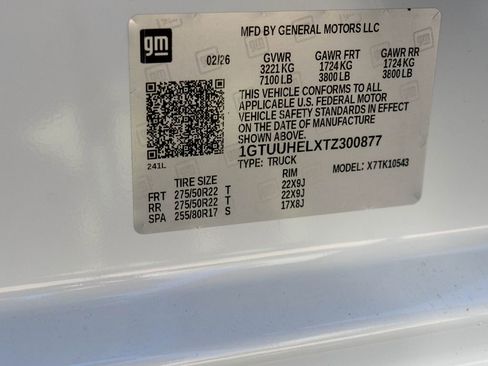 gm
MFD BY GENERAL MOTORS LLC
02/26 GVWR GAWR FRT GAWR RR
3221 KG 1724 KG 1724 KG
7100 LB 3800 LB 3800 LB
THIS VEHICLE CONFORMS TO ALL
APPLICABLE U.S. FEDERAL MOTOR
VEHICLE SAFETY STANDARDS IN EFFECT
ON THE DATE OF MANUFACTURE
SHOWN ABOVE.
1GTUUHELXTZ300877
TYPE: TRUCK MODEL: X7TK10543
241L
TIRE SIZE RIM
FRT 275/50R22 T 22X9J
RR 275/50R22 T 22X9J
SPA 255/80R17 S 17X8J